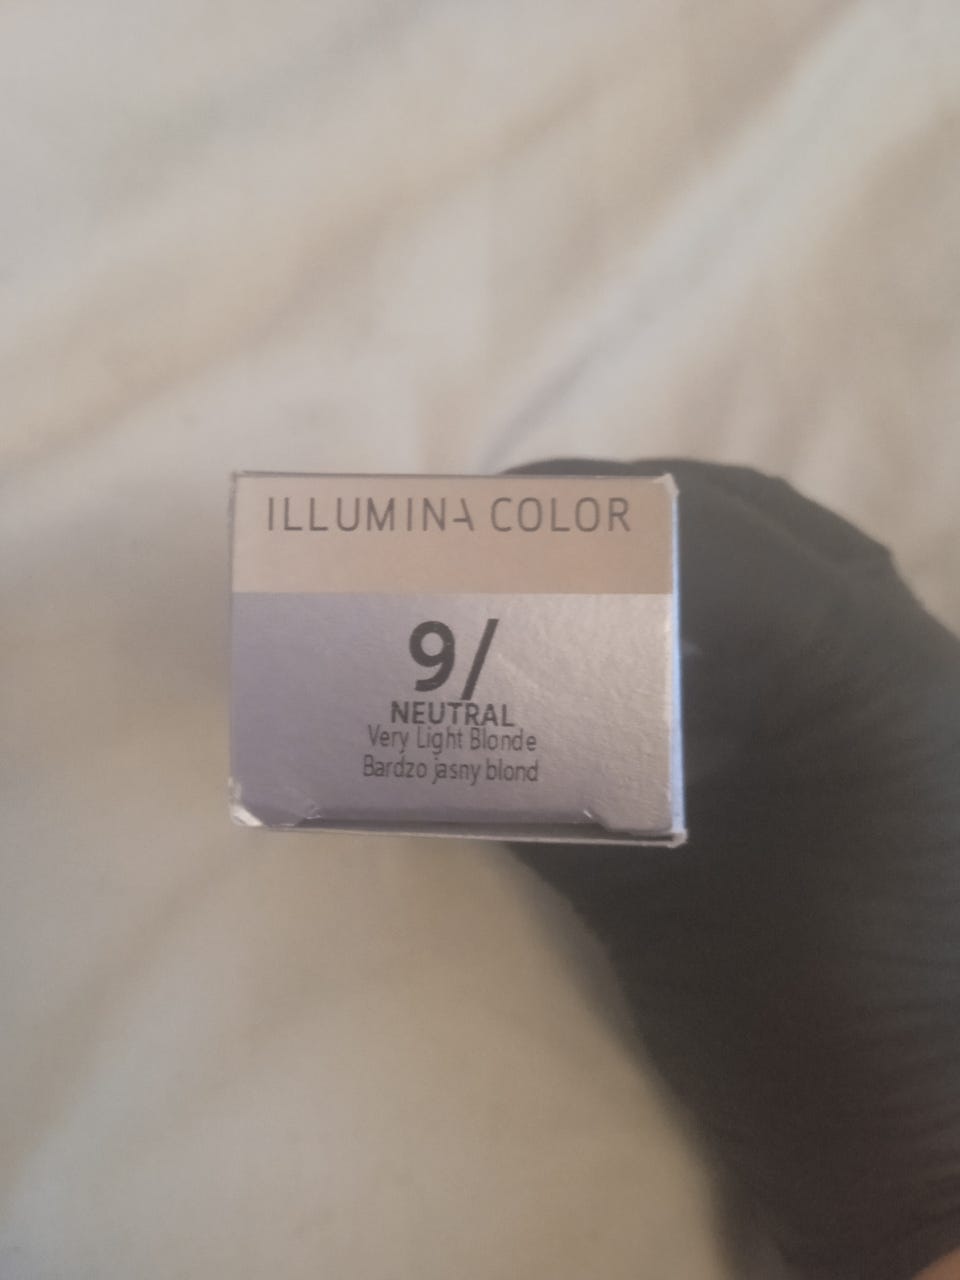 ILLUMINA COLOR
9/
NEUTRAL
Very Light Blonde
Bardzo jasny blond